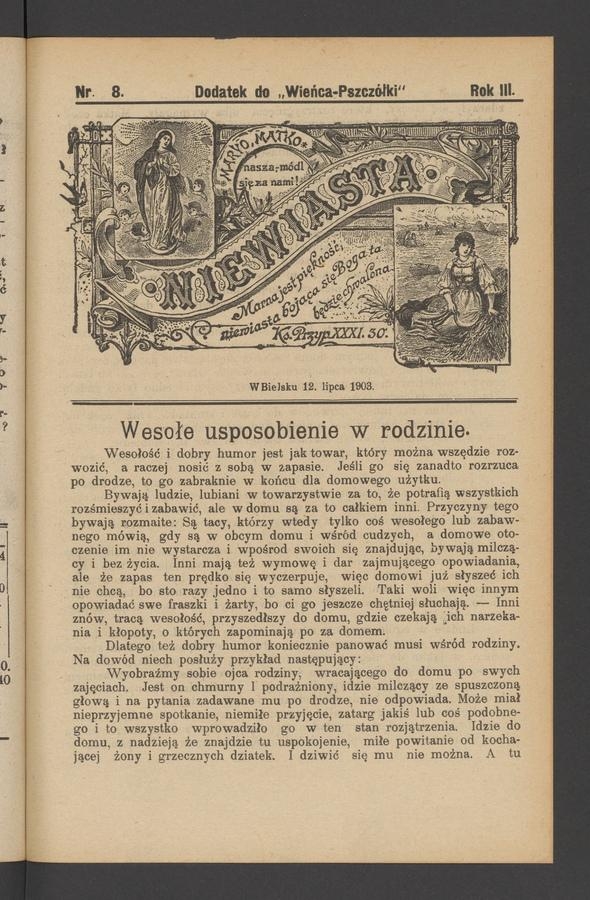 Nr. 8. Dodatek do „Wieńca-Pszczółki“ Rok III.
MARYO, MATKO
nasza, módl
się za nami!
NIEWIASTA
Marna jest piękność,
niewiasta bojąca się Boga ta
będzie chwalona.
Ks. Przyp. XXXI. 30.
W Bielsku 12. lipca 1903.
Wesołe usposobienie w rodzinie.
Wesołość i dobry humor jest jak towar, który można wszędzie roz-
wozić, a raczej nosić z sobą w zapasie. Jeśli go się zanadto rozrzuca
po drodze, to go zabraknie w końcu dla domowego użytku.
Bywają ludzie, lubiani w towarzystwie za to, że potrafią wszystkich
rozśmieszyć i zabawić, ale w domu są za to całkiem inni. Przyczyny tego
bywają rozmaite: Są tacy, którzy wtedy tylko coś wesołego lub zabaw-
nego mówią, gdy są w obcym domu i wśród cudzych, a domowe oto-
czenie im nie wystarcza i wpośród swoich się znajdując, bywają milczą-
cy i bez życia. Inni mają też wymowę i dar zajmującego opowiadania,
ale że zapas ten prędko się wyczerpuje, więc domowi już słyszeć ich
nie chcą, bo sto razy jedno i to samo słyszeli. Taki woli więc innym
opowiadać swe fraszki i żarty, bo ci go jeszcze chętniej słuchają. — Inni
znów, tracą wesołość, przyszedłszy do domu, gdzie czekają ich narzeka-
nia i kłopoty, o których zapominają po za domem.
Dlatego też dobry humor koniecznie panować musi wśród rodziny.
Na dowód niech posłuży przykład następujący:
Wyobraźmy sobie ojca rodziny, wracającego do domu po swych
zajęciach. Jest on chmurny I podraźniony, idzie milczący ze spuszczoną
głową i na pytania zadawane mu po drodze, nie odpowiada. Może miał
nieprzyjemne spotkanie, niemiłe przyjęcie, zatarg jakiś lub coś podobne-
go i to wszystko wprowadziło go w ten stan rozjątrzenia. Idzie do
domu, z nadzieją że znajdzie tu uspokojenie, miłe powitanie od kocha-
jącej żony i grzecznych dziatek. I dziwić się mu nie można. A tu